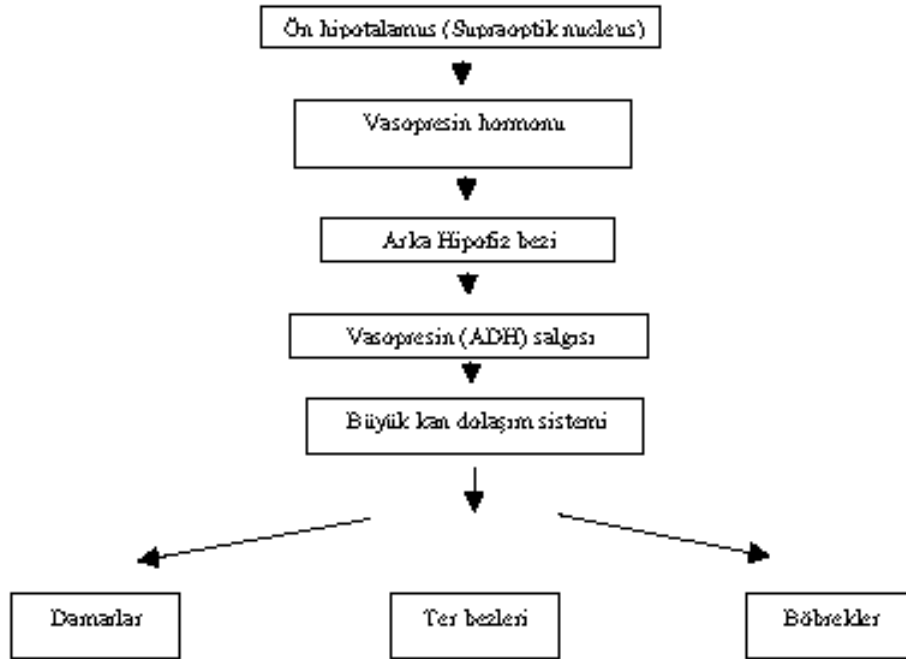 Ön hipotalamus (Supraoptik nucleus)
Vasopresin hormonu
Arka Hipofiz bezi
Vasopresin (ADH) salgısı
Büyük kan dolaşım sistemi
Damarlar
Ter bezleri
Böbrekler